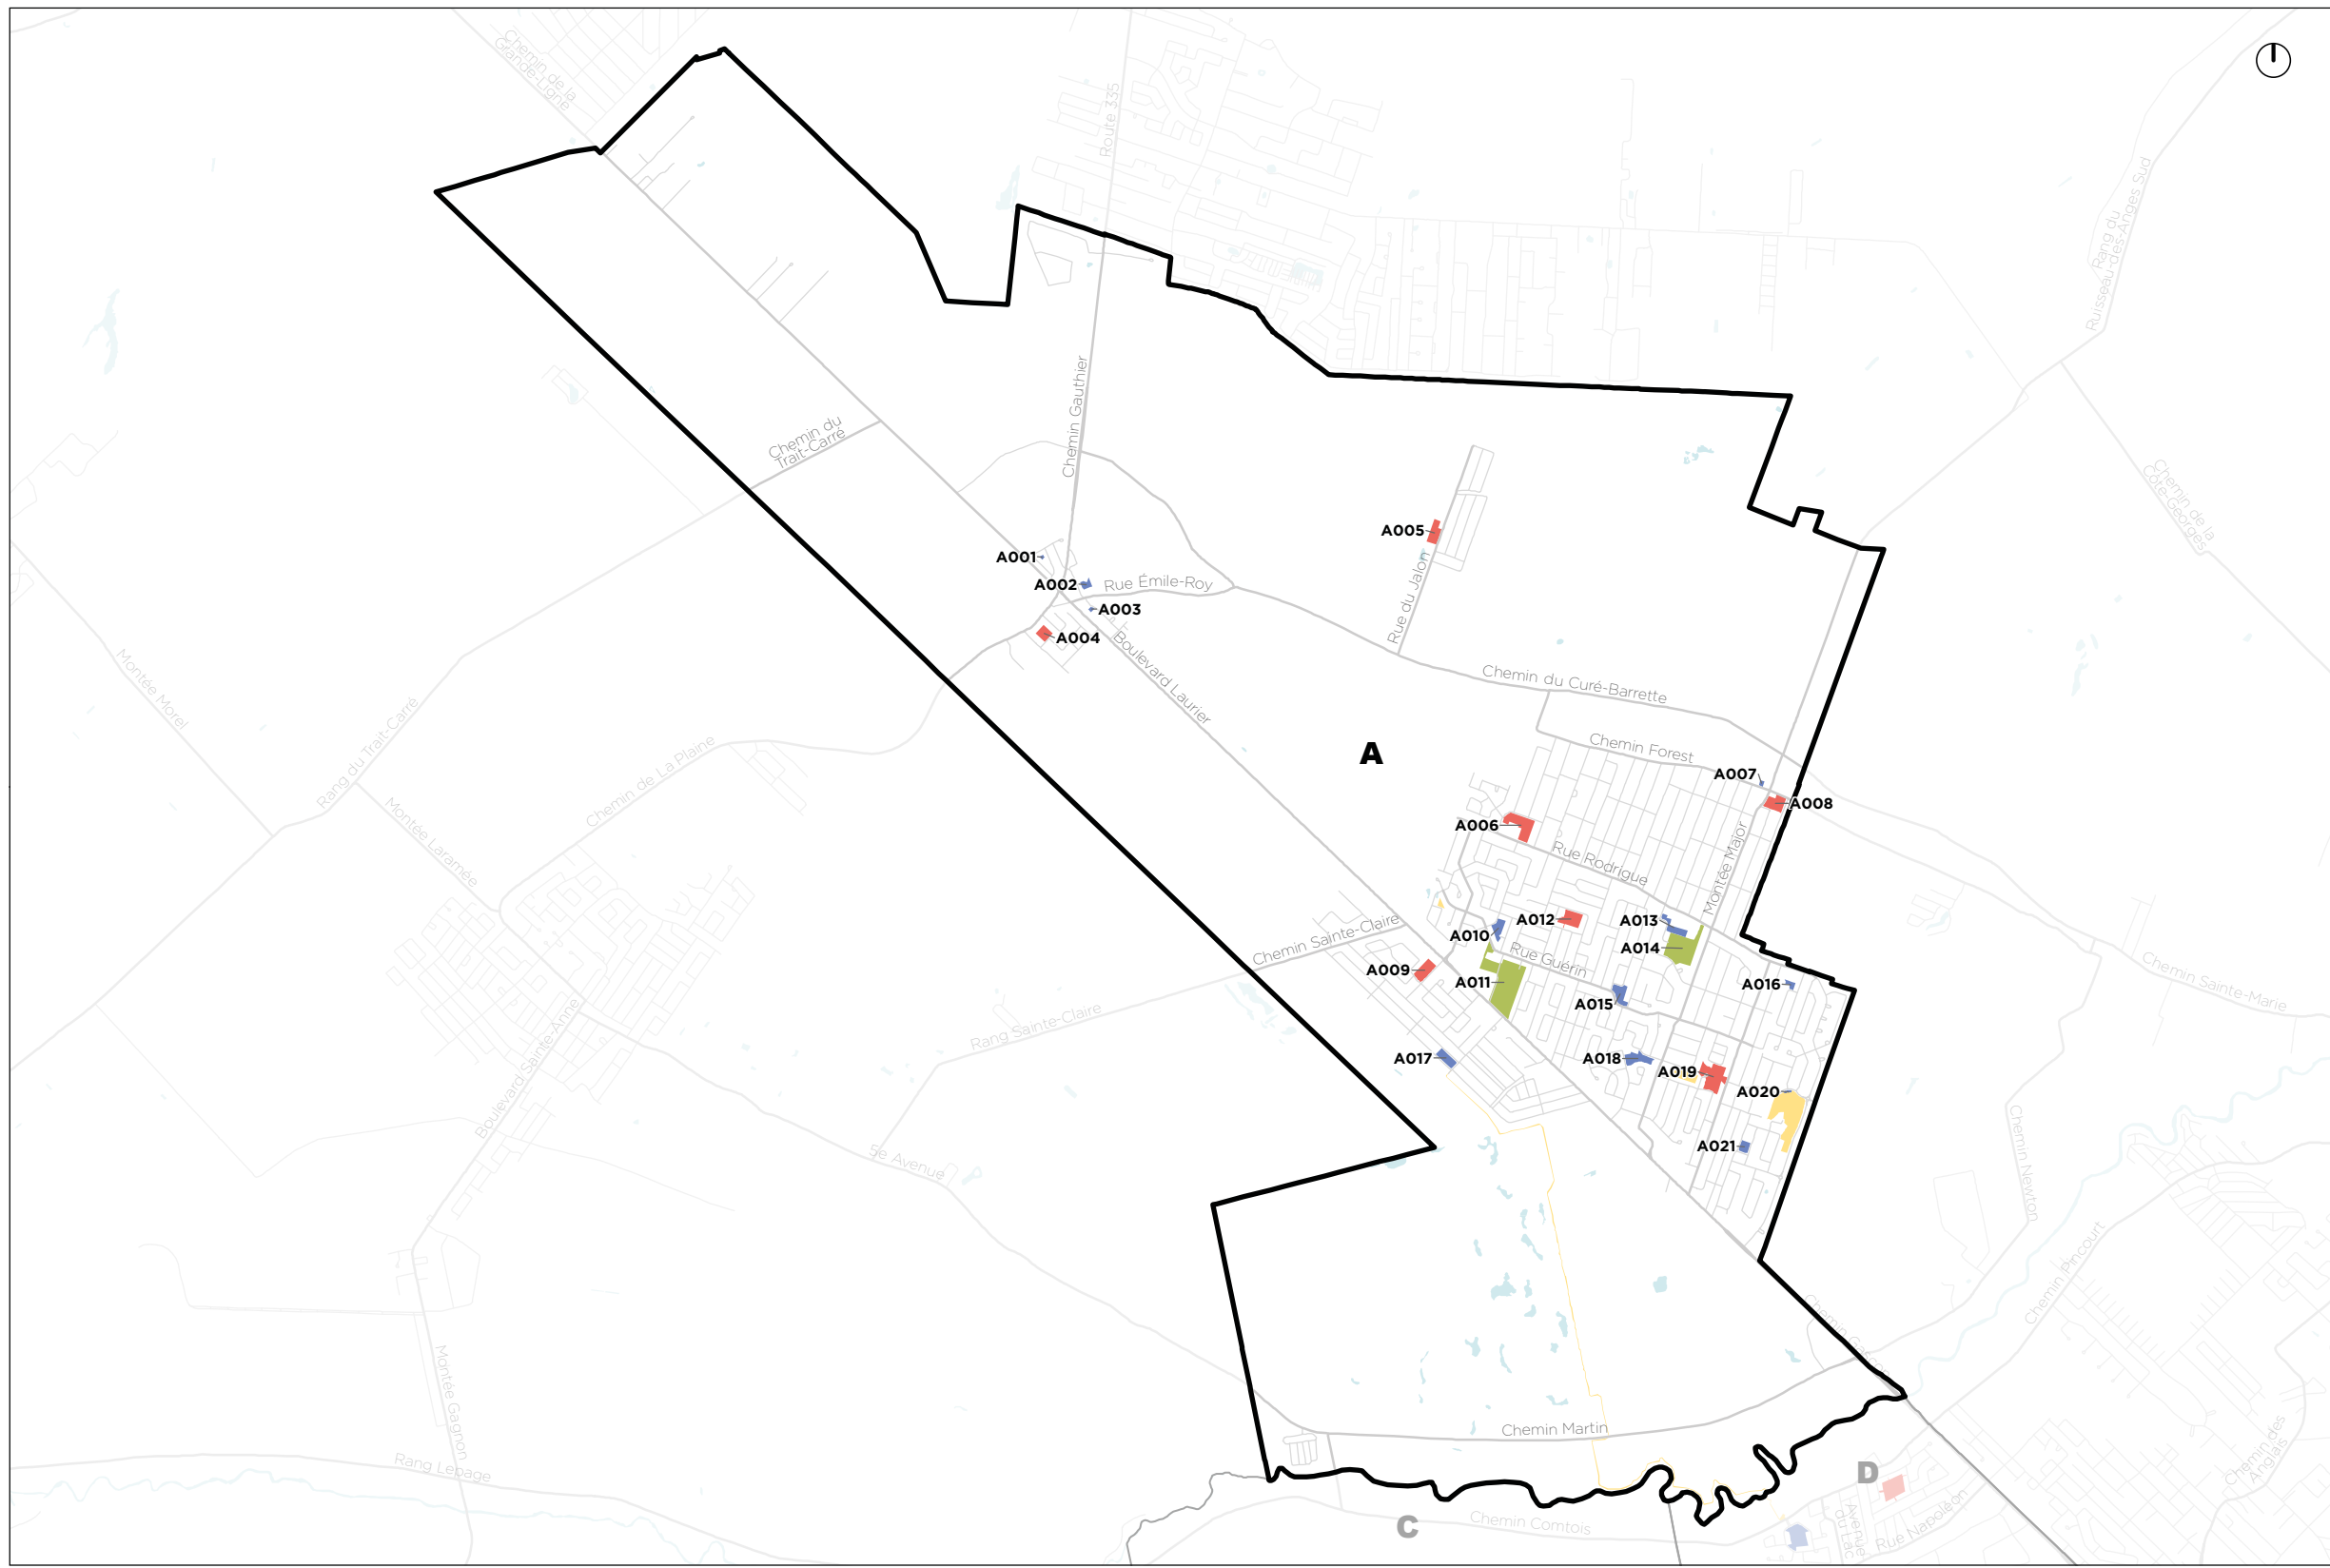 Chemin de la
Grande-Ligne
Route 335
Rang du
Ruisseau-des-Anges Sud
Chemin Gauthier
Chemin du
Trait-Carré
Chemin de la
Côte-Georges
A005
A001
A002
Rue Émile-Roy
A003
A004
Rue du Jalon
Boulevard Laurier
Montée Morel
Chemin du Curé-Barrette
Rang du Trait-Carré
Chemin de La Plaine
A
Chemin Forest
A007
A008
Montée Laramée
A006
Rue Rodrigue
Montée Major
A012
A013
A010
Chemin Sainte-Claire
A014
Rue Guérin
A009
A011
A016
Chemin Sainte-Marie
A015
Rang Sainte-Claire
Boulevard Sainte-Anne
A017
A018
A019
A020
A021
5e Avenue
Chemin Newton
Chemin Pincourt
Montée Gagnon
Chemin Martin
Rang Lepage
D
C
Chemin Comtois
Avenue
du Lac
Rue Napoléon
Chemin des
Anglais